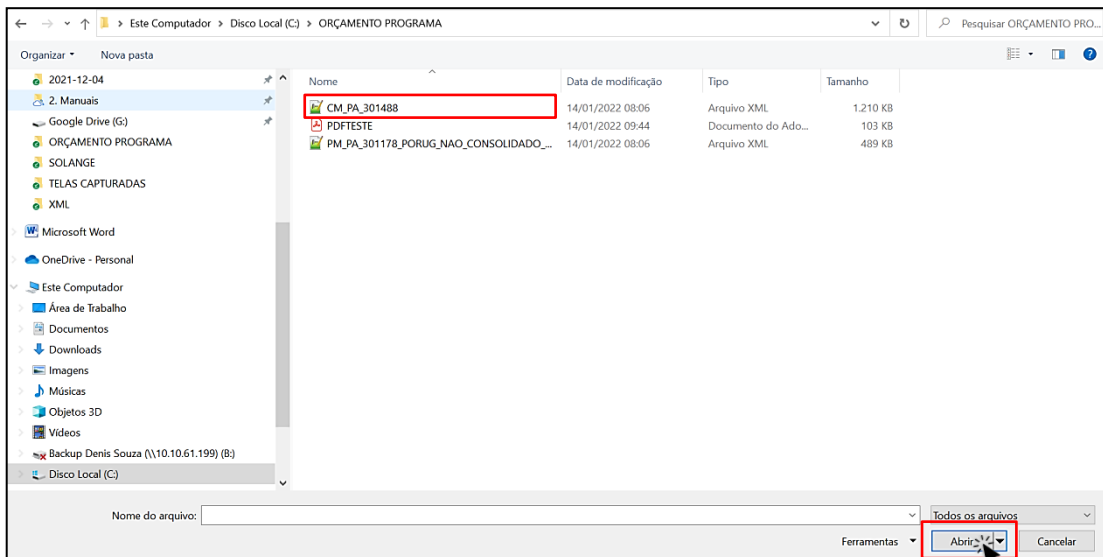 Este Computador > Disco Local (C:) > ORÇAMENTO PROGRAMA
Pesquisar ORÇAMENTO PRO...
Organizar Nova pasta
2021-12-04
2. Manuais
Google Drive (G:)
ORÇAMENTO PROGRAMA
SOLANGE
TELAS CAPTURADAS
XML
Microsoft Word
OneDrive - Personal
Este Computador
Área de Trabalho
Documentos
Downloads
Imagens
Músicas
Objetos 3D
Vídeos
Backup Denis Souza (\\10.10.61.199) (B:)
Disco Local (C:)
Nome Data de modificação Tipo Tamanho
CM_PA_301488 14/01/2022 08:06 Arquivo XML 1.210 KB
PDFTESTE 14/01/2022 09:44 Documento do Ado... 103 KB
PM_PA_301178_PORUG_NAO_CONSOLIDADO_... 14/01/2022 08:06 Arquivo XML 489 KB
Nome do arquivo: Todos os arquivos
Ferramentas Abrir Cancelar